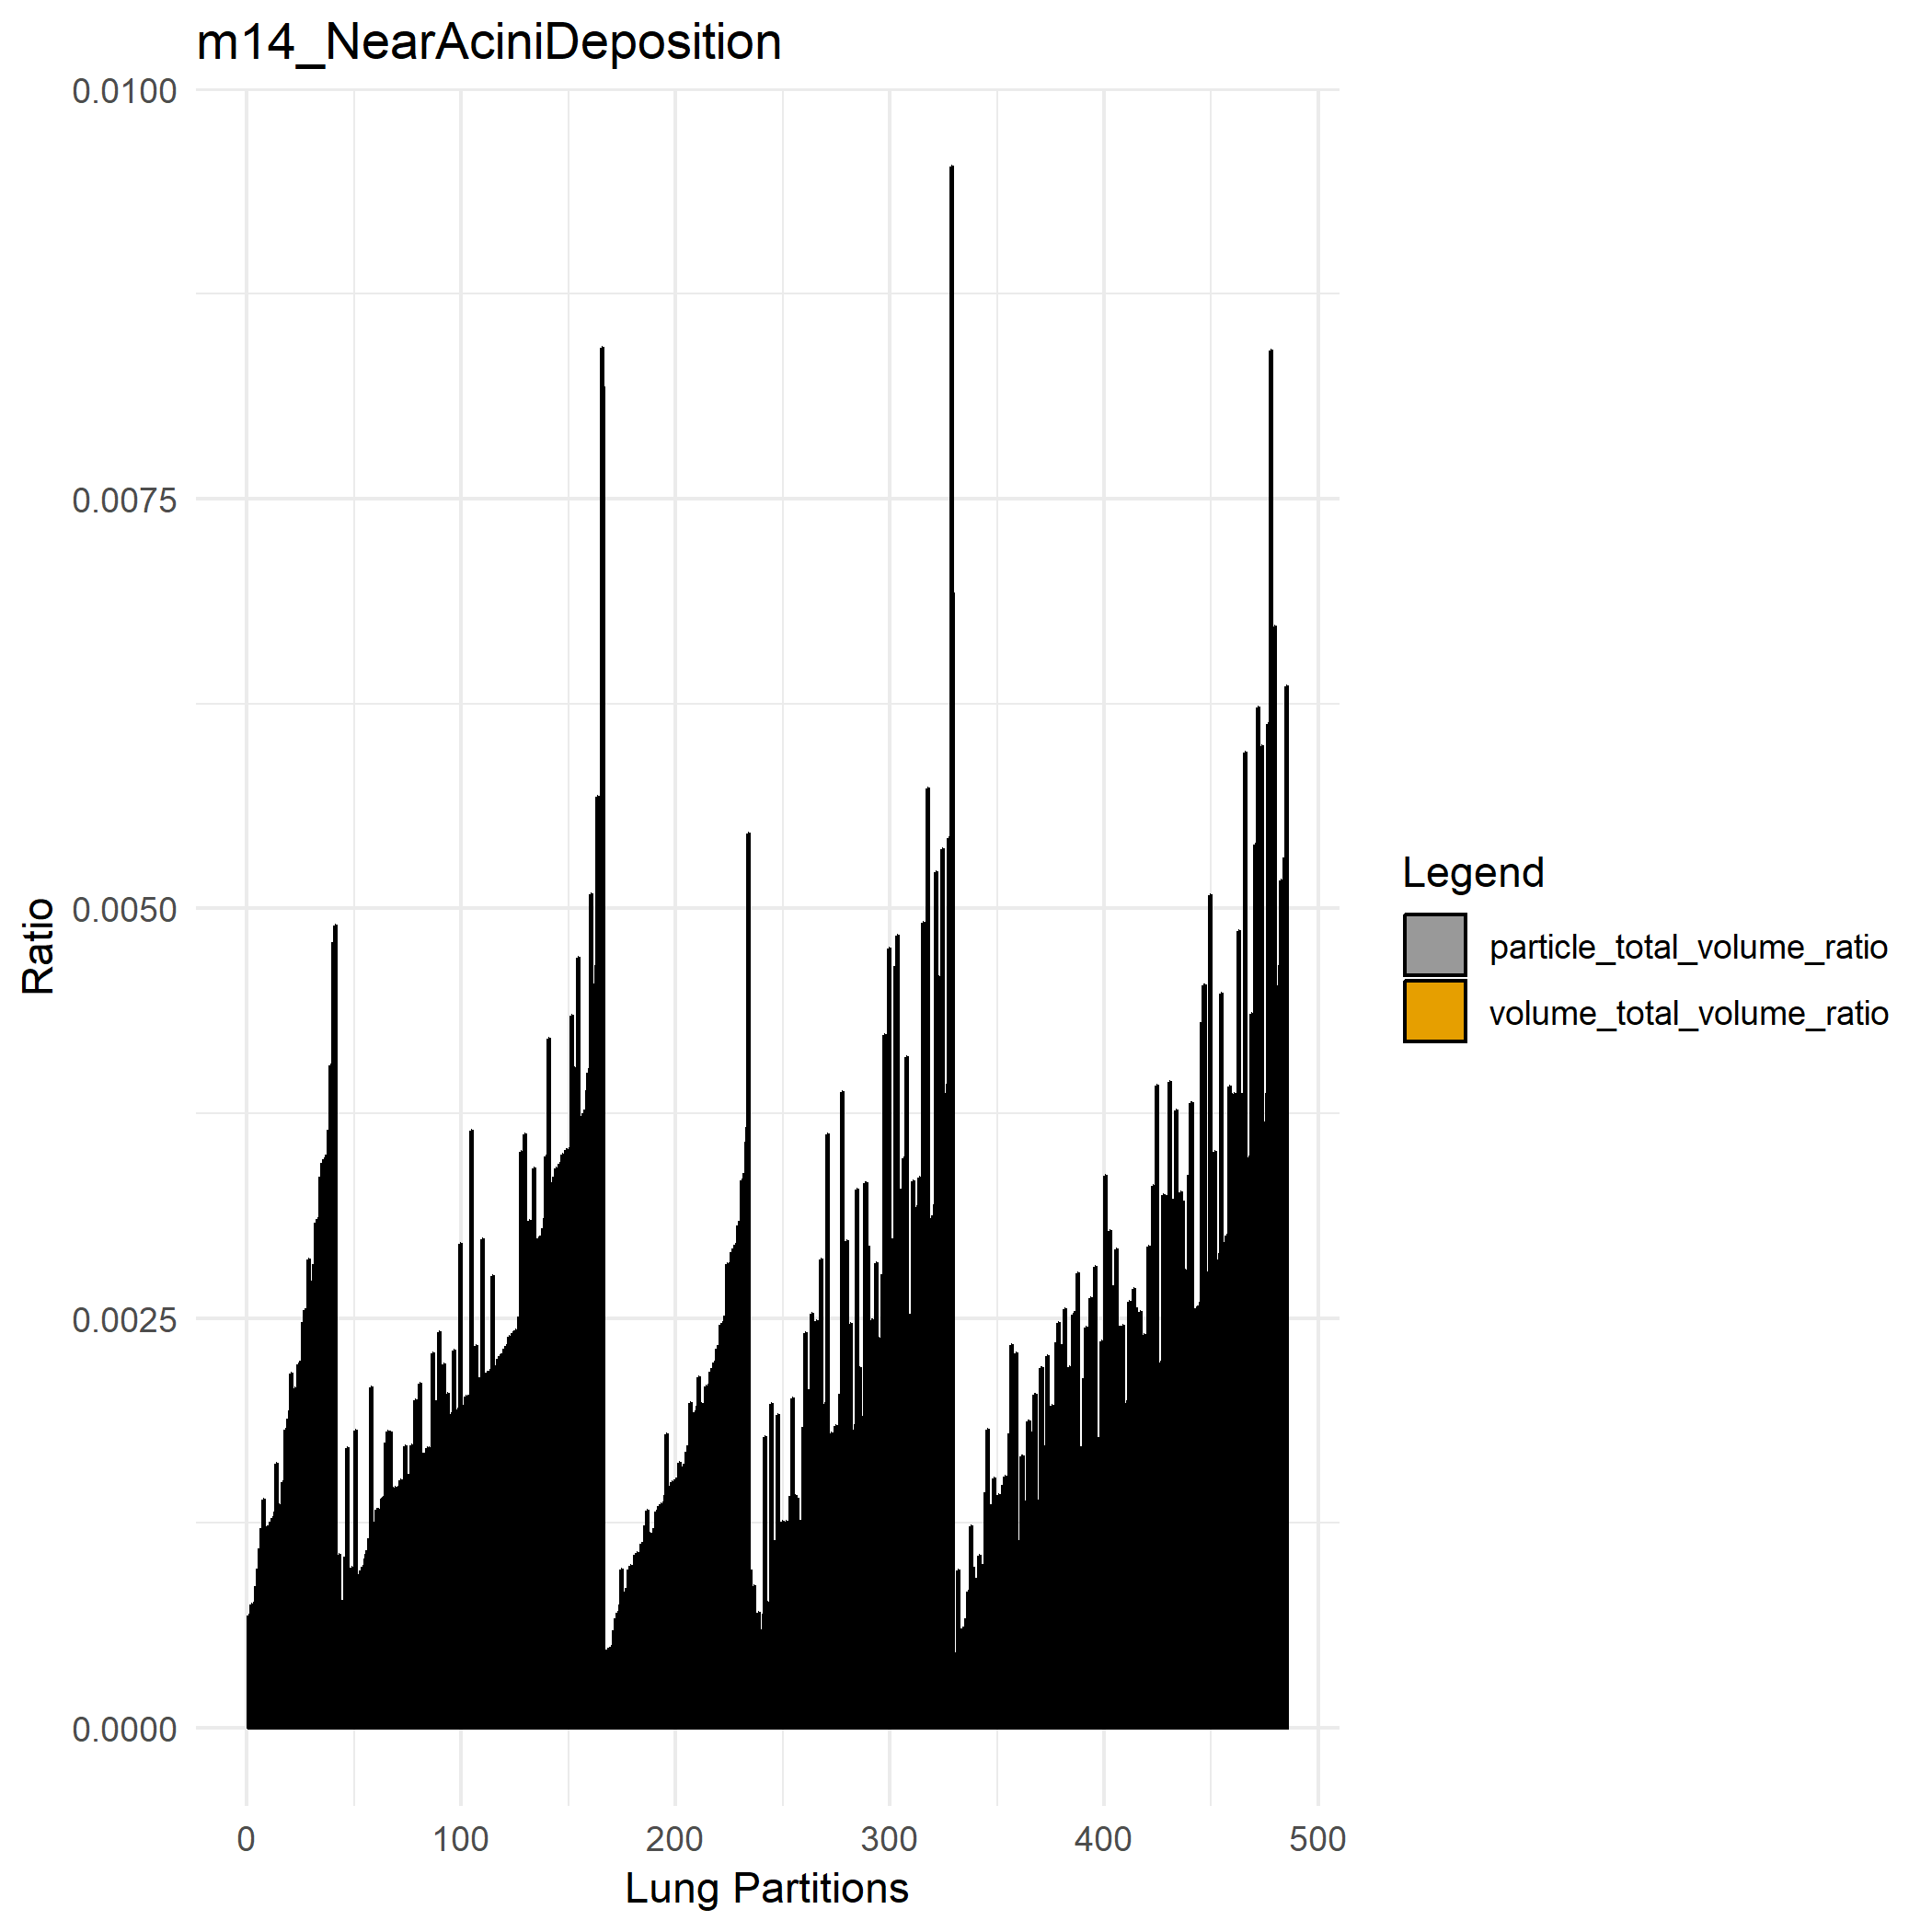 m14_NearAciniDeposition
0.0100
0.0075
0.0050
0.0025
0.0000
Ratio
0 100 200 300 400 500
Lung Partitions
Legend
particle_total_volume_ratio
volume_total_volume_ratio